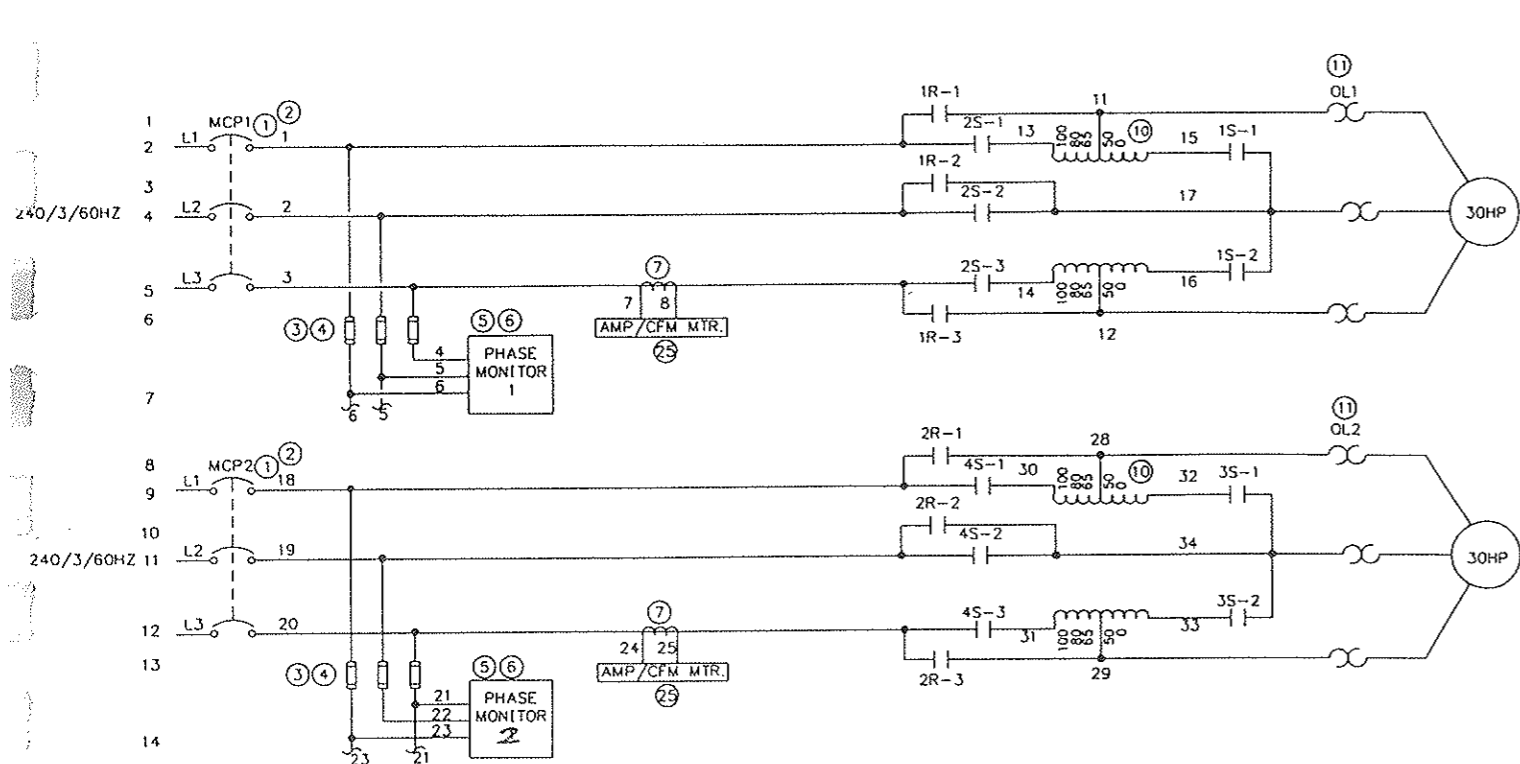 11
OL1
1R-1
11
1
MCP1 1 2
2S-1
13
100 80 65 50 0
10
15
1S-1
2
L1
1
1R-2
3
2S-2
240/3/60HZ
4
L2
2
17
30HP
7
2S-3
1S-2
5
L3
3
14
100 80 65 50 0
16
7 8
6
3 4
5 6
AMP/CFM MTR.
1R-3
12
25
4
5
6
PHASE
MONITOR
1
7
6
5
11
OL2
2R-1
28
8
MCP2 1 2
4S-1
30
100 80 65 50 0
10
32
3S-1
9
L1
18
2R-2
10
4S-2
240/3/60HZ
11
L2
19
34
30HP
7
4S-3
3S-2
12
L3
20
31
100 80 65 50 0
33
24 25
13
3 4
5 6
AMP/CFM MTR.
2R-3
29
25
21
22
23
PHASE
MONITOR
2
14
23
21